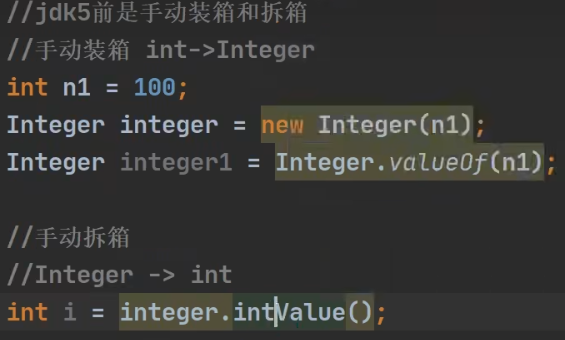 //jdk5前是手动装箱和拆箱
//手动装箱 int->Integer
int n1 = 100;
Integer integer = new Integer(n1);
Integer integer1 = Integer.valueOf(n1);
//手动拆箱
//Integer -> int
int i = integer.intValue();